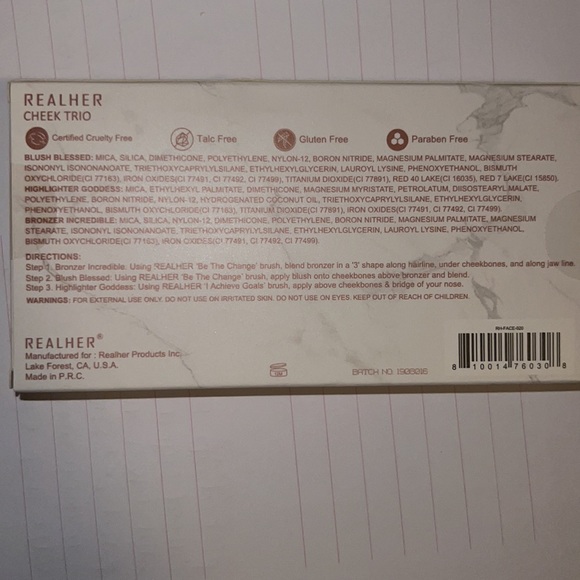 REALHER
CHEEK TRIO
Certified Cruelty Free
Talc Free
Gluten Free
Paraben Free
BLUSH BLESSED: MICA, SILICA, DIMETHICONE, POLYETHYLENE, NYLON-12, BORON NITRIDE, MAGNESIUM PALMITATE, MAGNESIUM STEARATE,
ISONONYL ISONONANOATE, TRIETHOXYCAPRYLYLSILANE, ETHYLHEXYLGLYCERIN, LAUROYL LYSINE, PHENOXYETHANOL, BISMUTH
OXYCHLORIDE(CI 77163), IRON OXIDES(CI 77491, CI 77492, CI 77499), TITANIUM DIOXIDE(CI 77891), RED 40 LAKE(CI 16035), RED 7 LAKE(CI 15850).
HIGHLIGHTER GODDESS: MICA, ETHYLHEXYL PALMITATE, DIMETHICONE, MAGNESIUM MYRISTATE, PETROLATUM, DIISOSTEARYL MALATE,
POLYETHYLENE, BORON NITRIDE, NYLON-12, HYDROGENATED COCONUT OIL, TRIETHOXYCAPRYLYLSILANE, ETHYLHEXYLGLYCERIN,
PHENOXYETHANOL, BISMUTH OXYCHLORIDE(CI 77163), TITANIUM DIOXIDE(CI 77891), IRON OXIDES(CI 77491, CI 77492, CI 77499).
BRONZER INCREDIBLE: MICA, SILICA, NYLON-12, DIMETHICONE, POLYETHYLENE, BORON NITRIDE, MAGNESIUM PALMITATE, MAGNESIUM
STEARATE, ISONONYL ISONONANOATE, TRIETHOXYCAPRYLYLSILANE, ETHYLHEXYLGLYCERIN, LAUROYL LYSINE, PHENOXYETHANOL,
BISMUTH OXYCHLORIDE(CI 77163), IRON OXIDES(CI 77491, CI 77492, CI 77499).
DIRECTIONS:
Step 1. Bronzer Incredible: Using REALHER 'Be The Change' brush, blend bronzer in a '3' shape along hairline, under cheekbones, and along jaw line.
Step 2. Blush Blessed: Using REALHER 'Be The Change' brush, apply blush onto cheekbones above bronzer and blend.
Step 3. Highlighter Goddess: Using REALHER 'I Achieve Goals' brush, apply above cheekbones & bridge of your nose.
WARNINGS: FOR EXTERNAL USE ONLY. DO NOT USE ON IRRITATED SKIN. DO NOT USE ON EYES. KEEP OUT OF REACH OF CHILDREN.
REALHER®
Manufactured for : Realher Products Inc.
Lake Forest, CA, U.S.A.
Made in P.R.C.
BATCH NO 1905016
RH-FACE-020
8 10014 76030 8